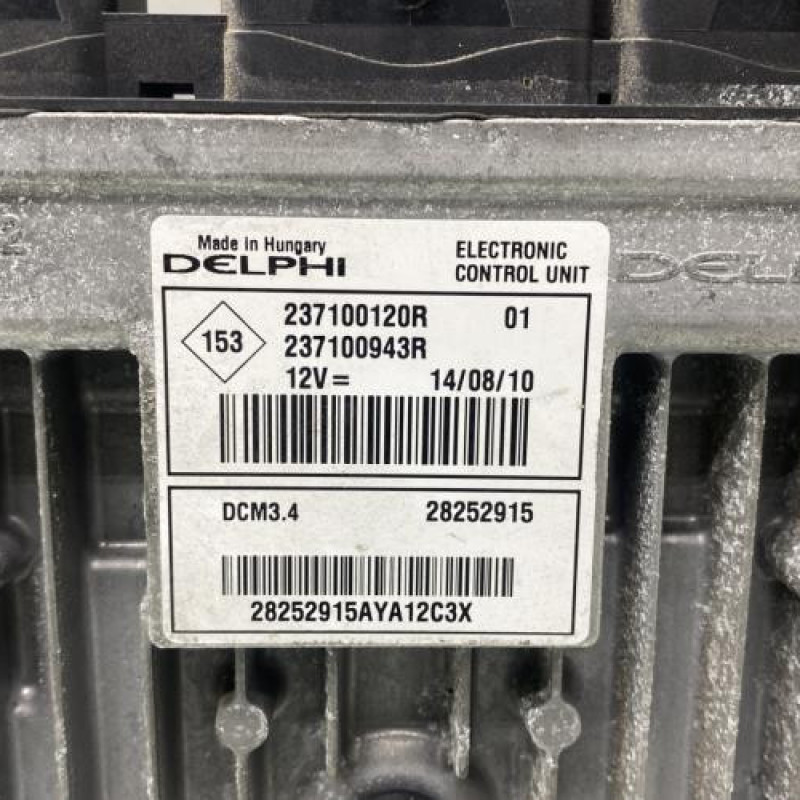 Made in Hungary
DELPHI
ELECTRONIC
CONTROL UNIT
153
237100120R 01
237100943R
12V= 14/08/10
DCM3.4 28252915
28252915AYA12C3X
2